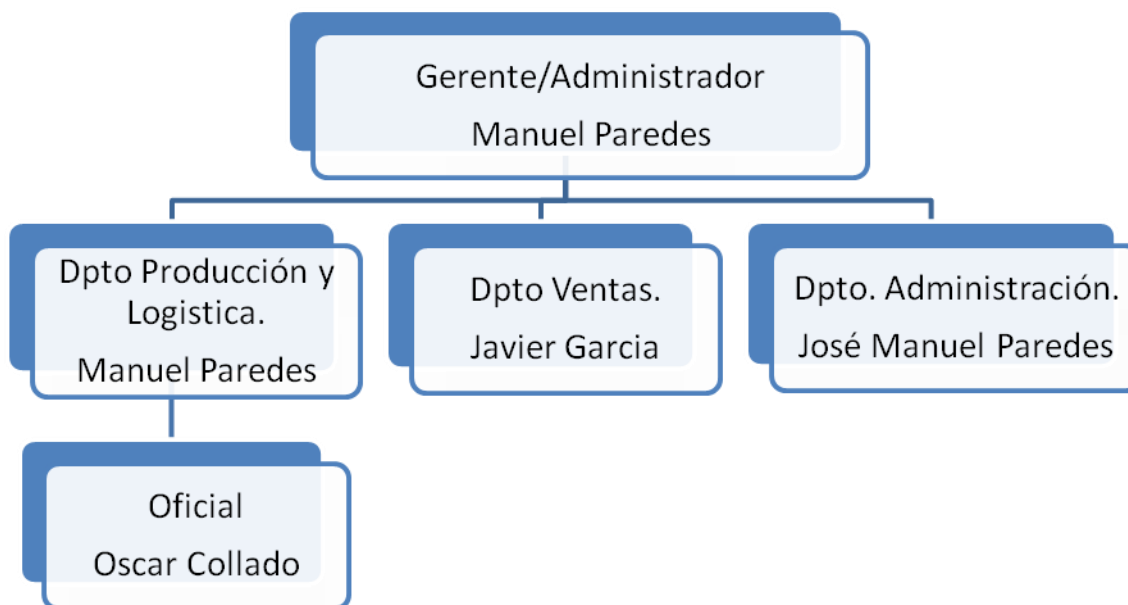 Gerente/Administrador
Manuel Paredes
Dpto Producción y
Logistica.
Manuel Paredes
Dpto Ventas.
Javier Garcia
Dpto. Administración.
José Manuel Paredes
Oficial
Oscar Collado